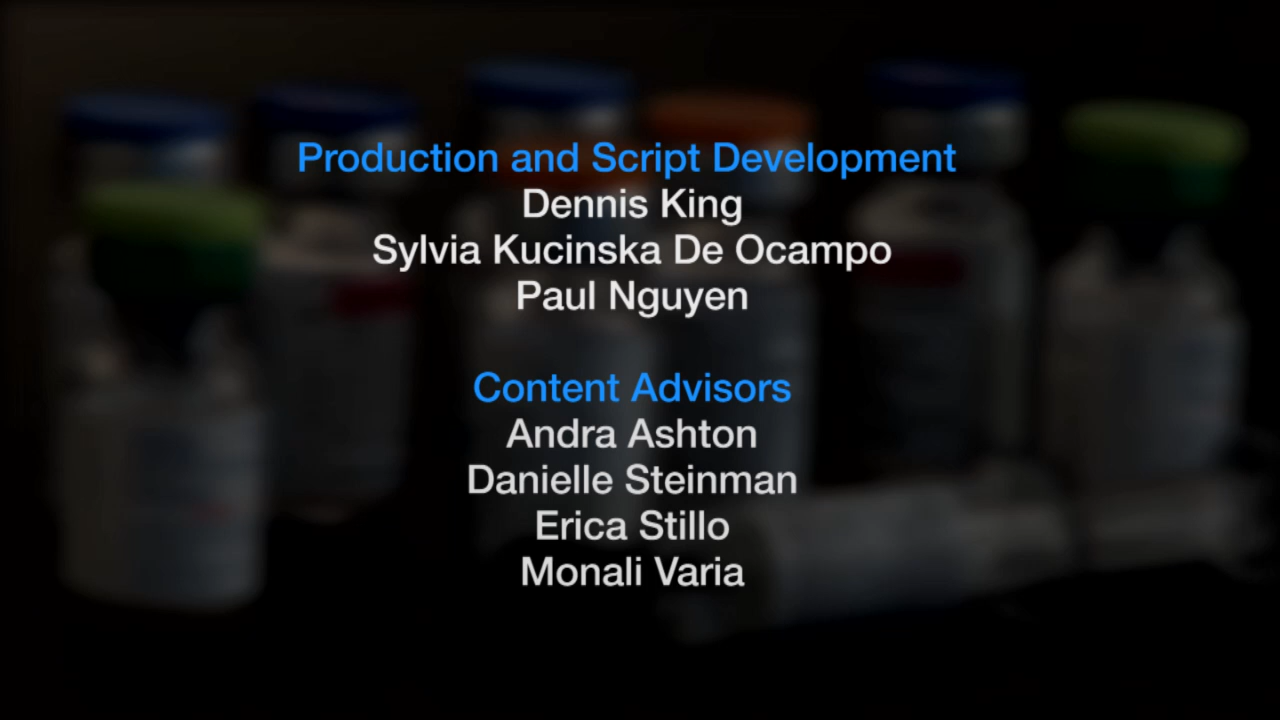 Production and Script Development
Dennis King
Sylvia Kucinska De Ocampo
Paul Nguyen
Content Advisors
Andra Ashton
Danielle Steinman
Erica Stillo
Monali Varia